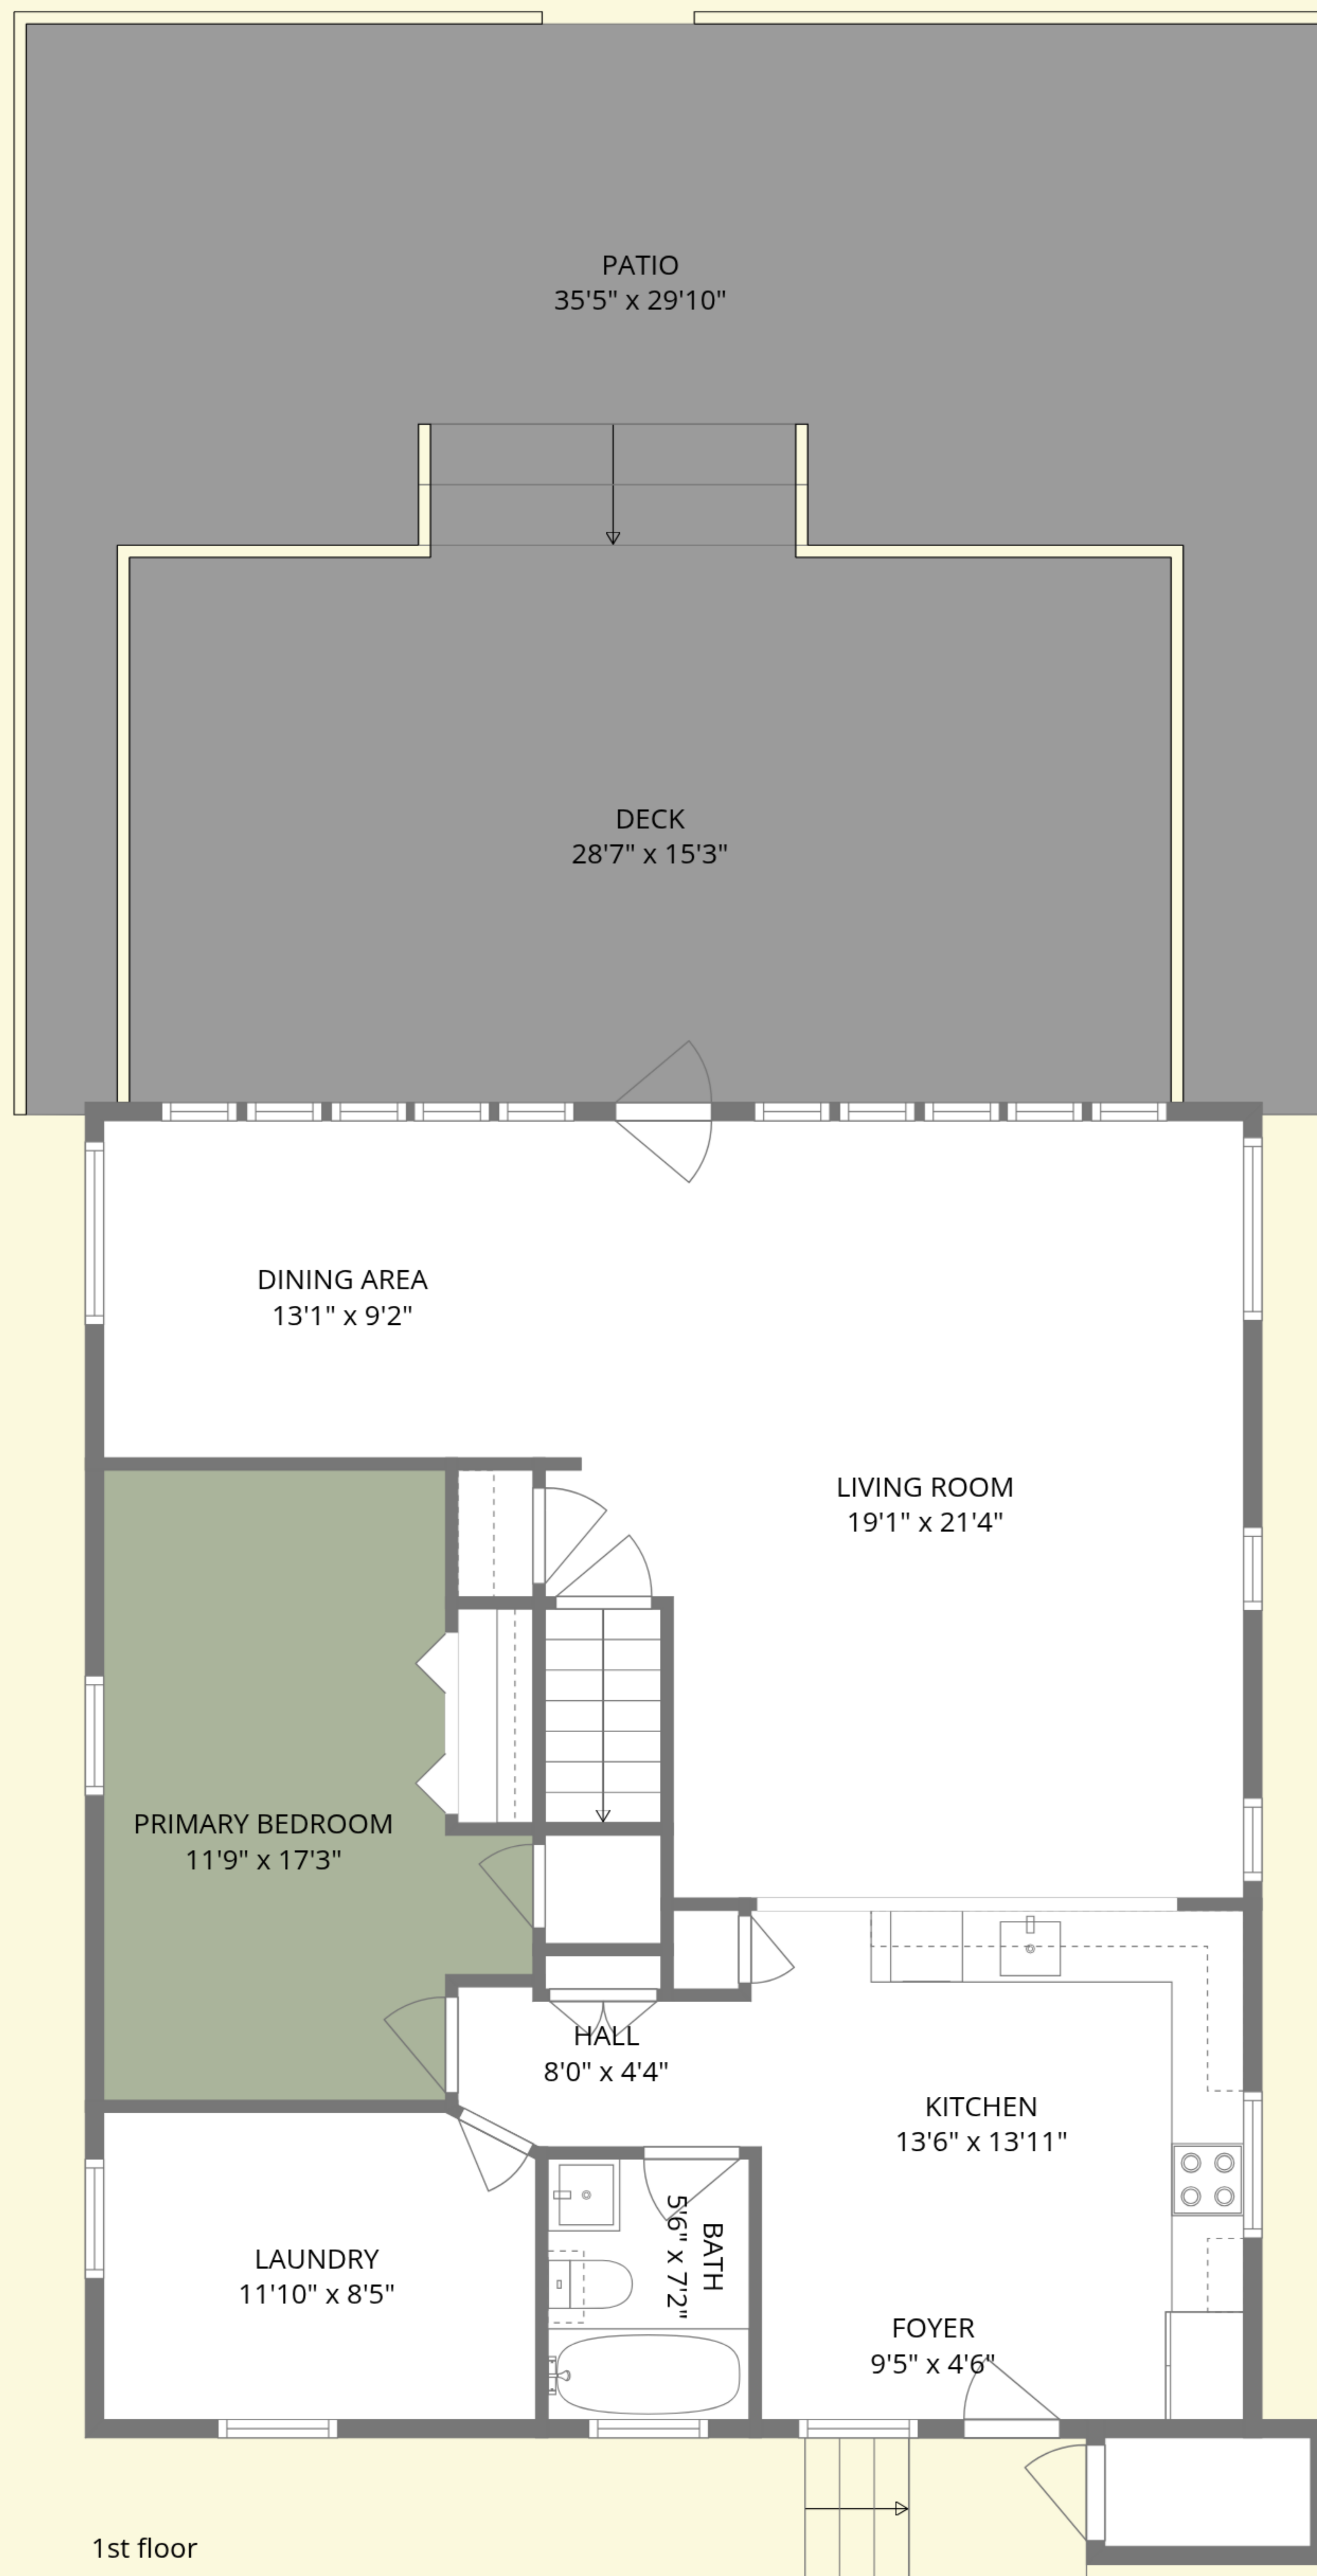 PATIO
35'5" x 29'10"
DECK
28'7" x 15'3"
DINING AREA
13'1" x 9'2"
LIVING ROOM
19'1" x 21'4"
PRIMARY BEDROOM
11'9" x 17'3"
HALL
8'0" x 4'4"
KITCHEN
13'6" x 13'11"
BATH
5'6" x 7'2"
LAUNDRY
11'10" x 8'5"
FOYER
9'5" x 4'6"
1st floor